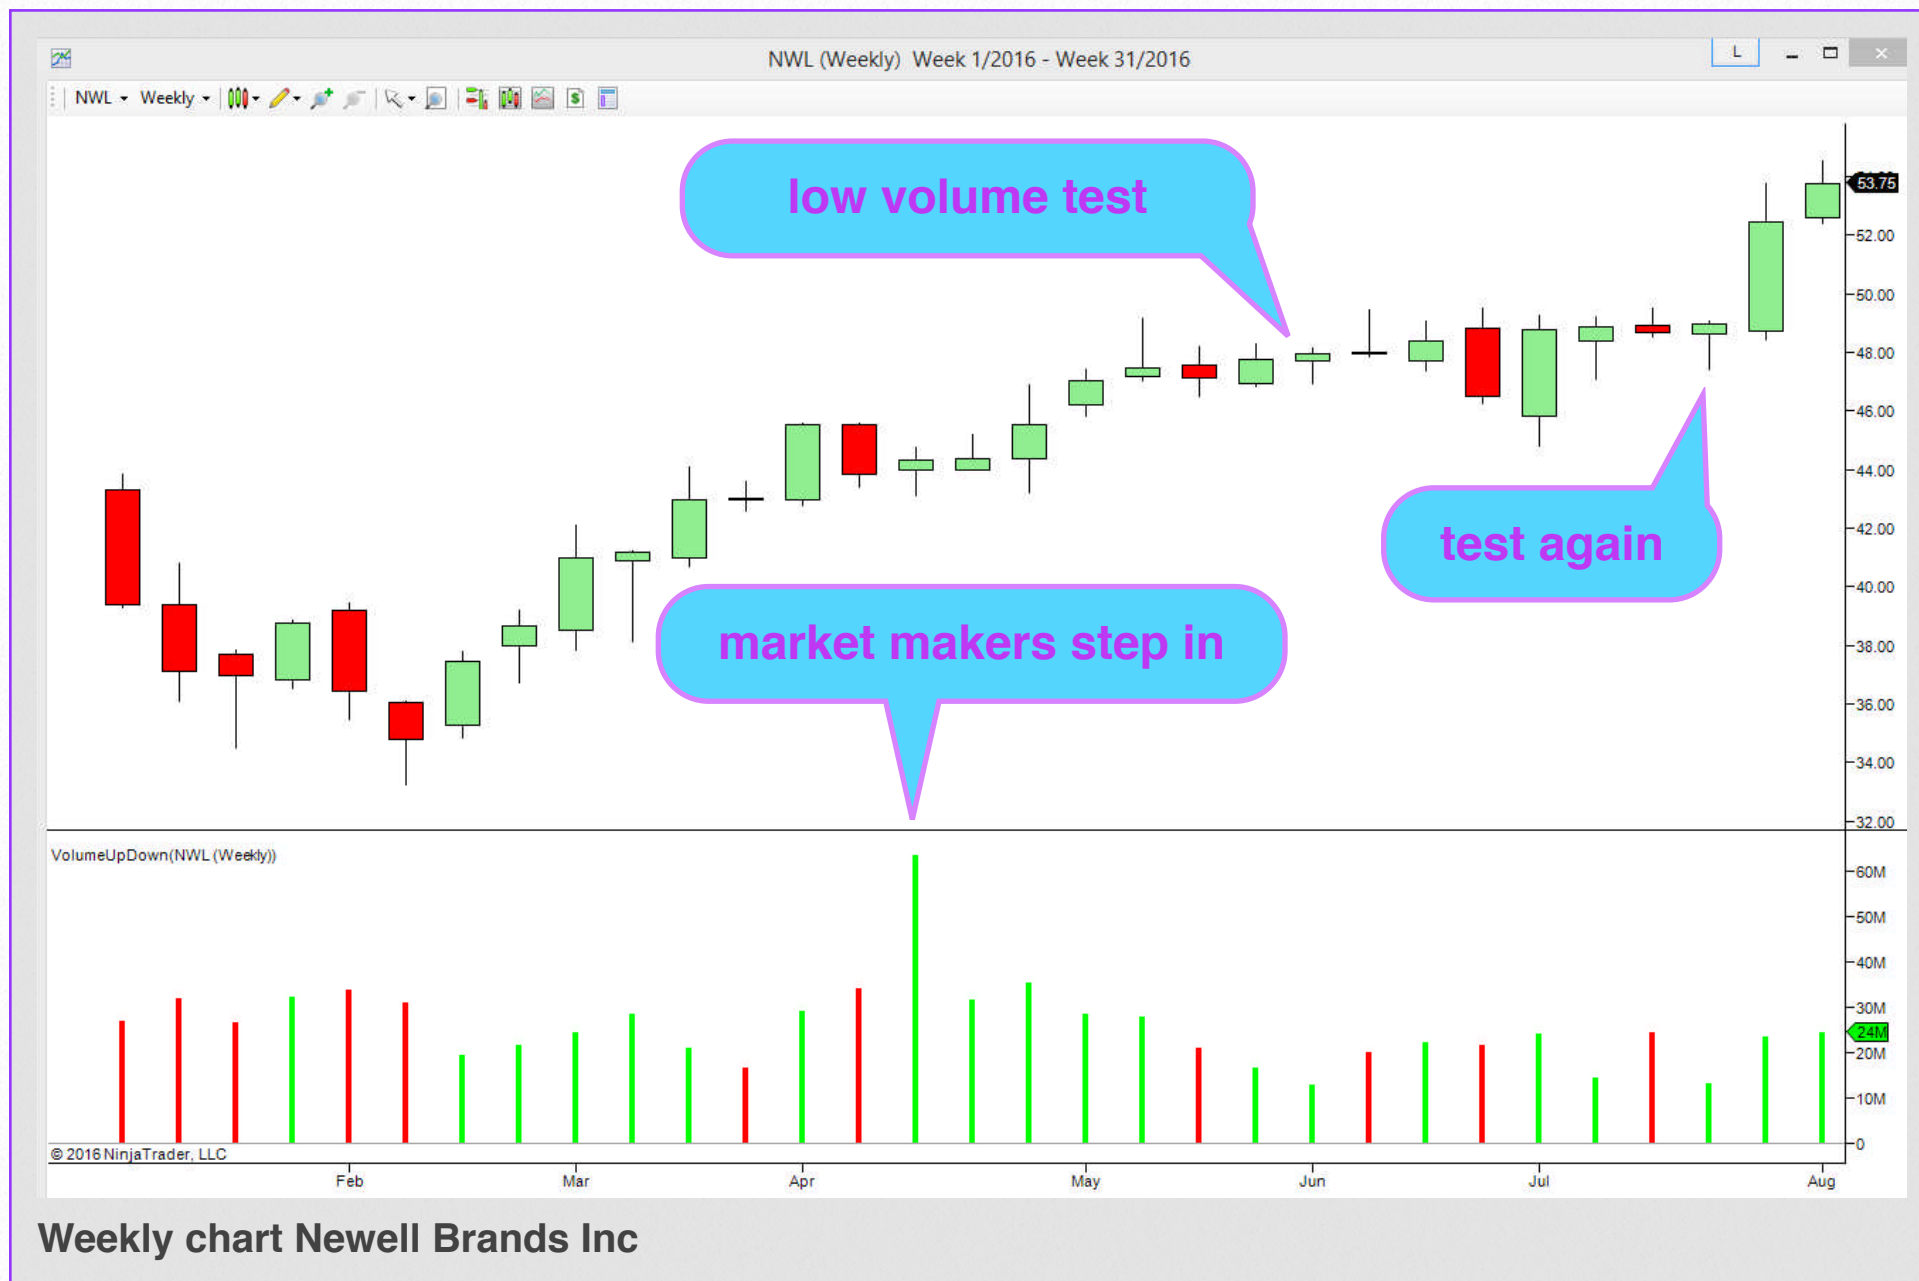 NWL (Weekly)  Week 1/2016 - Week 31/2016
L
NWL Weekly
low volume test
53.75
52.00
50.00
48.00
46.00
44.00
test again
42.00
40.00
market makers step in
38.00
36.00
34.00
32.00
VolumeUpDown(NWL (Weekly))
60M
50M
40M
30M
24M
20M
10M
0
© 2016 NinjaTrader, LLC
Feb Mar Apr May Jun Jul Aug
Weekly chart Newell Brands Inc